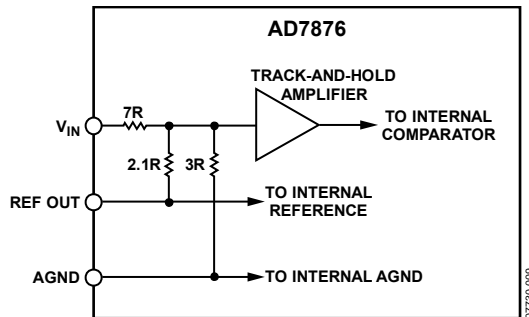 AD7876
TRACK-AND-HOLD
AMPLIFIER
7R
V_IN
TO INTERNAL
COMPARATOR
2.1R
3R
REF OUT
TO INTERNAL
REFERENCE
AGND
TO INTERNAL AGND